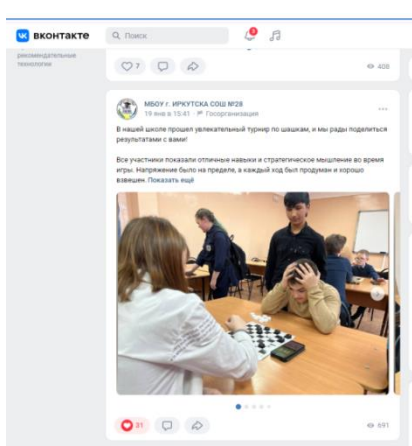 вконтакте
Поиск
рекомендательные
технологии
7
408
МБОУ г. ИРКУТСКА СОШ №28
19 янв в 15:41 · Госорганизация
В нашей школе прошел увлекательный турнир по шашкам, и мы рады поделиться
результатами с вами!
Все участники показали отличные навыки и стратегическое мышление во время
игры. Напряжение было на пределе, а каждый ход был продуман и хорошо
взвешен. Показать ещё
31
691